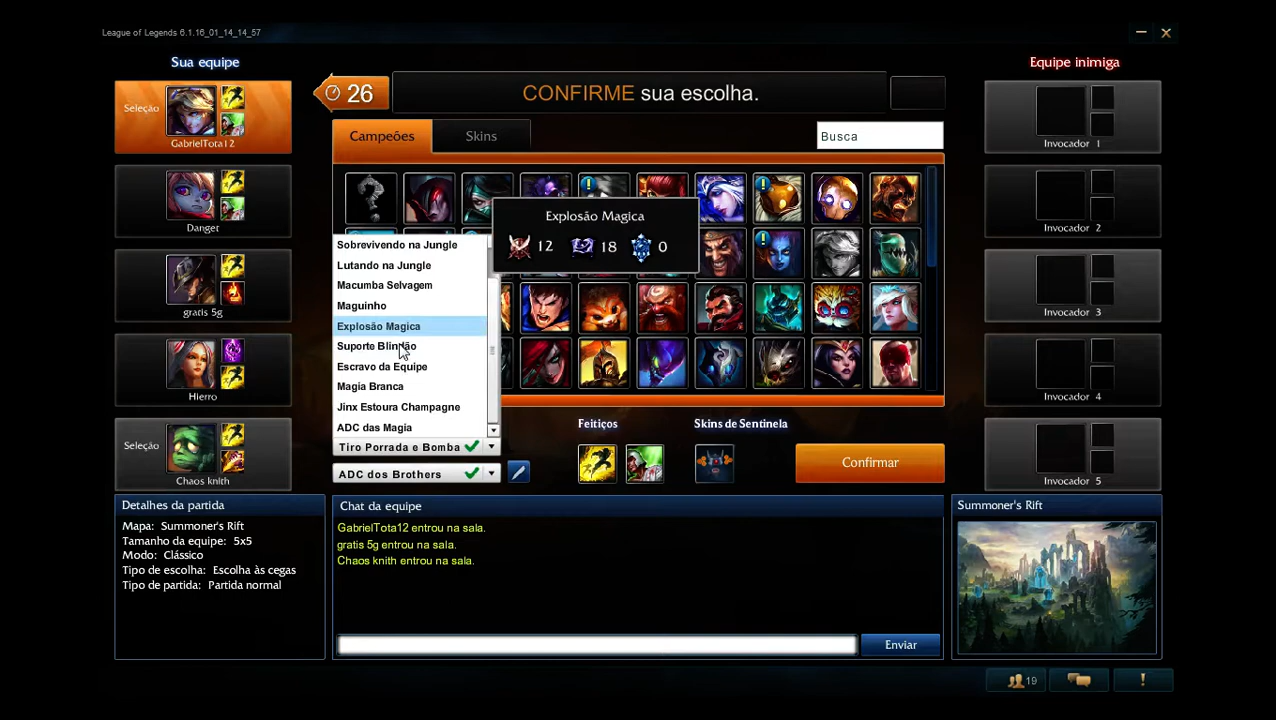 League of Legends 6.1.16_01_14_14_57
Sua equipe
Equipe inimiga
26
CONFIRME sua escolha.
Seleção
GabrielTota12
Danget
gratis 5g
Hierro
Seleção
Chaos knith
Campeões
Skins
Busca
Explosão Magica
12
18
0
Sobrevivendo na Jungle
Lutando na Jungle
Macumba Selvagem
Maguinho
Explosão Magica
Suporte Blindão
Escravo da Equipe
Magia Branca
Jinx Estoura Champagne
ADC das Magia
Tiro Porrada e Bomba
ADC dos Brothers
Feitiços
Skins de Sentinela
Confirmar
Invocador 1
Invocador 2
Invocador 3
Invocador 4
Invocador 5
Detalhes da partida
Mapa: Summoner's Rift
Tamanho da equipe: 5x5
Modo: Clássico
Tipo de escolha: Escolha às cegas
Tipo de partida: Partida normal
Chat da equipe
GabrielTota12 entrou na sala.
gratis 5g entrou na sala.
Chaos knith entrou na sala.
Enviar
Summoner's Rift
19